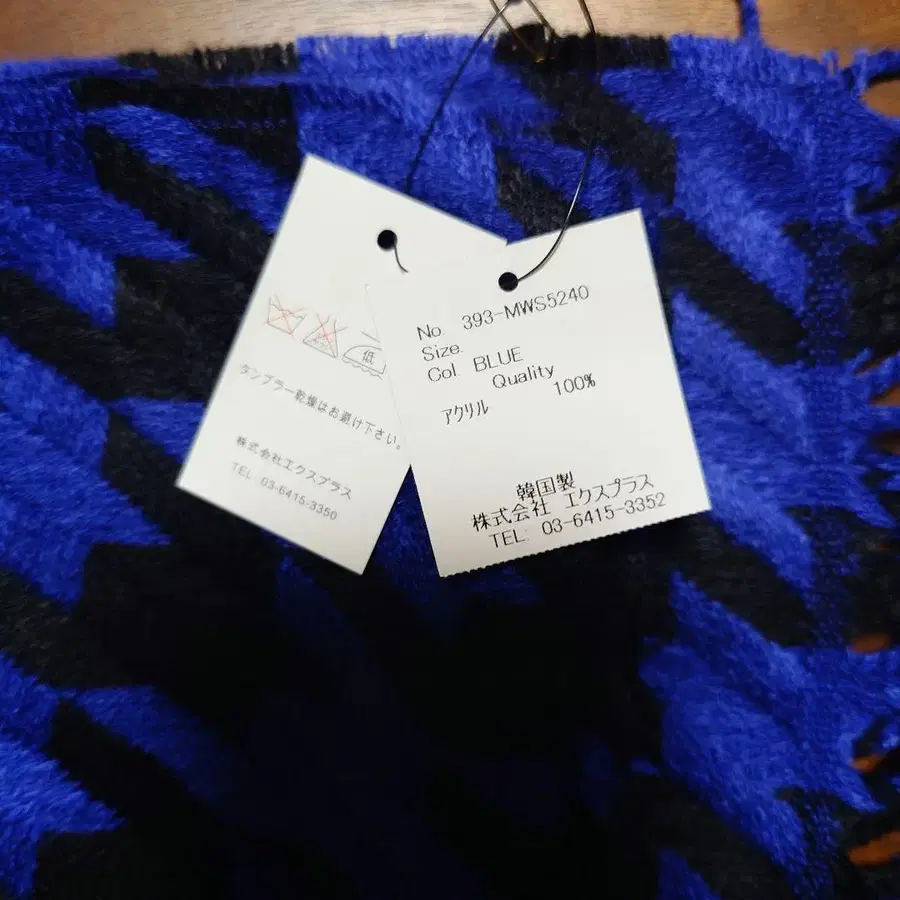 低
タンブラー乾燥はお避け下さい。
株式会社エクスプラス
TEL 03-6415-3350
No. 393-MWS5240
Size.
Col. BLUE
Quality
アクリル 100%
韓国製
株式会社 エクスプラス
TEL: 03-6415-3352